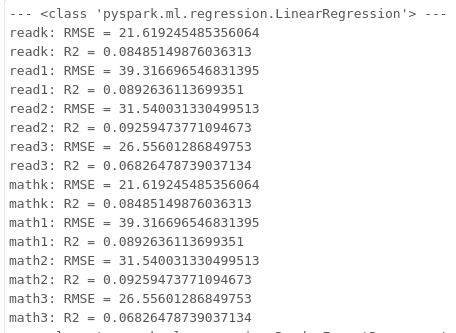 --- <class 'pyspark.ml.regression.LinearRegression'> ---
readk: RMSE = 21.619245485356064
readk: R2 = 0.08485149876036313
read1: RMSE = 39.316696546831395
read1: R2 = 0.0892636113699351
read2: RMSE = 31.540031330499513
read2: R2 = 0.09259473771094673
read3: RMSE = 26.55601286849753
read3: R2 = 0.06826478739037134
mathk: RMSE = 21.619245485356064
mathk: R2 = 0.08485149876036313
math1: RMSE = 39.316696546831395
math1: R2 = 0.0892636113699351
math2: RMSE = 31.540031330499513
math2: R2 = 0.09259473771094673
math3: RMSE = 26.55601286849753
math3: R2 = 0.06826478739037134